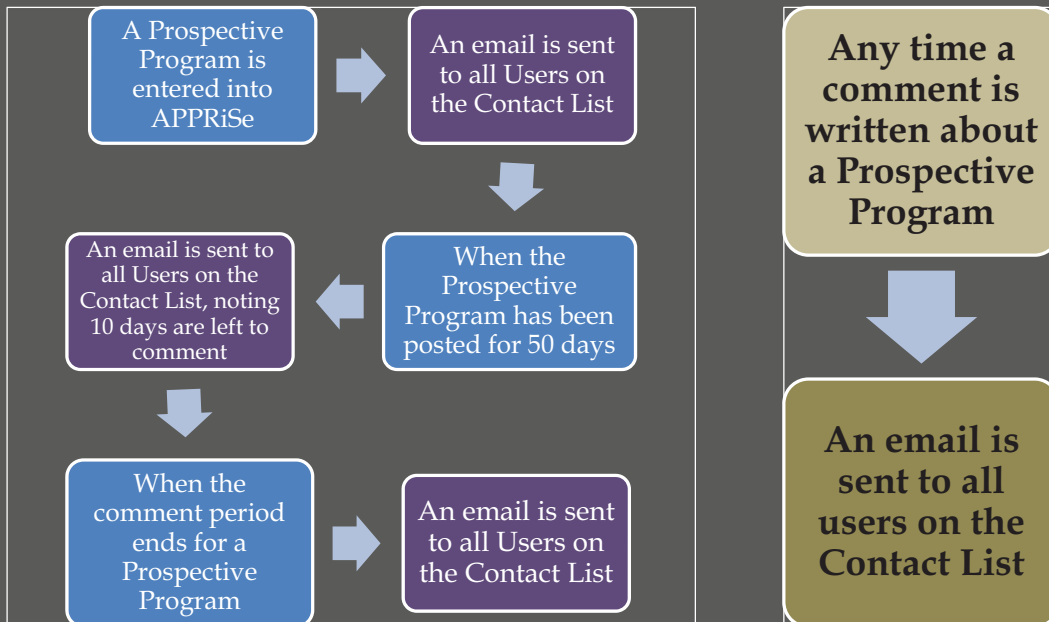 A Prospective
Program is
entered into
APPRiSe
An email is sent
to all Users on
the Contact List
When the
Prospective
Program has been
posted for 50 days
An email is sent to
all Users on the
Contact List, noting
10 days are left to
comment
When the
comment period
ends for a
Prospective
Program
An email is sent
to all Users on
the Contact List
Any time a
comment is
written about
a Prospective
Program
An email is
sent to all
users on the
Contact List